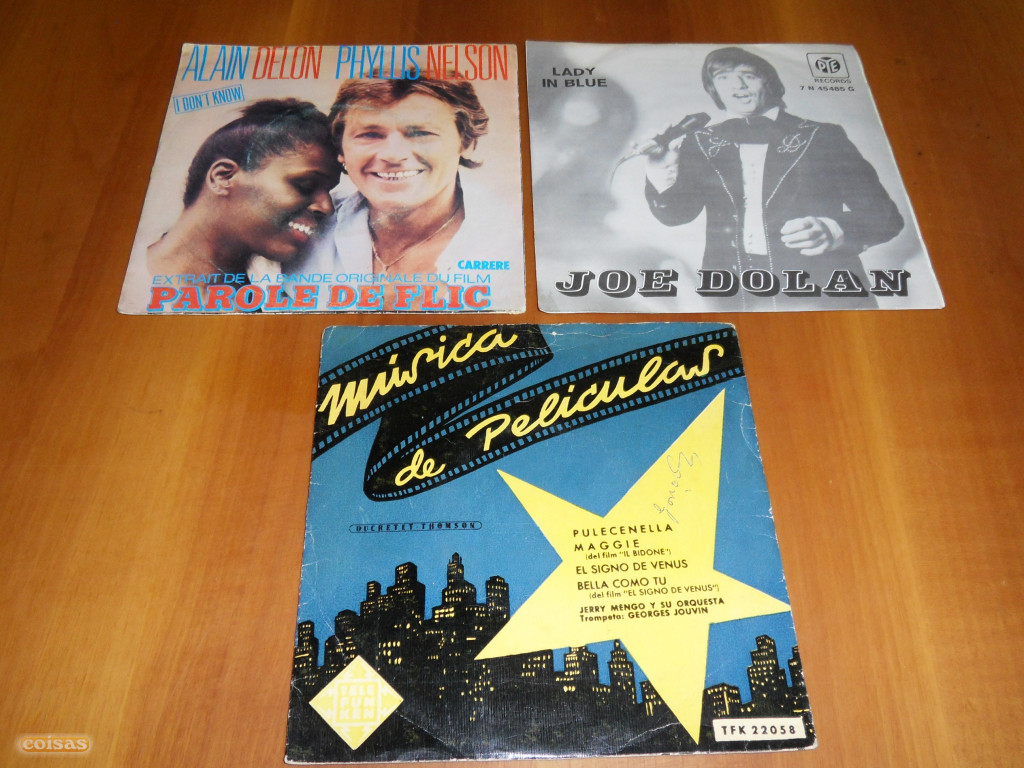 ALAIN DELON PHYLLIS NELSON
I DON'T KNOW
CARRERE
EXTRAIT DE LA BANDE ORIGINALE DU FILM
PAROLE DE FLIC
LADY
IN BLUE
PYE
RECORDS
7 N 45485 G
J D
JOE DOLAN
Música
de Películas
DUCRETET-THOMSON
PULECENELLA
MAGGIE
(del film "IL BIDONE")
EL SIGNO DE VENUS
BELLA COMO TU
(del film "EL SIGNO DE VENUS")
JERRY MENGO Y SU ORQUESTA
Trompeta: GEORGES JOUVIN
TELE
FUN
KEN
TFK 22058
coisas